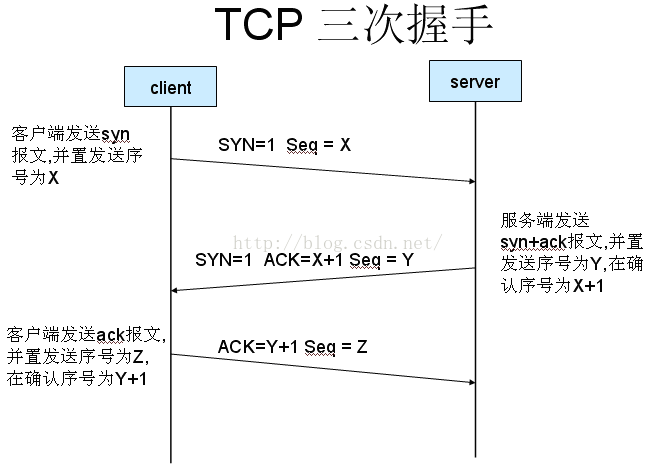 TCP 三次握手
client
server
客户端发送syn
报文,并置发送序
号为X
SYN=1 Seq = X
服务端发送
syn+ack报文,并置
发送序号为Y,在确
认序号为X+1
http://blog.csdn.net/
SYN=1 ACK=X+1 Seq = Y
客户端发送ack报文,
并置发送序号为Z,
在确认序号为Y+1
ACK=Y+1 Seq = Z